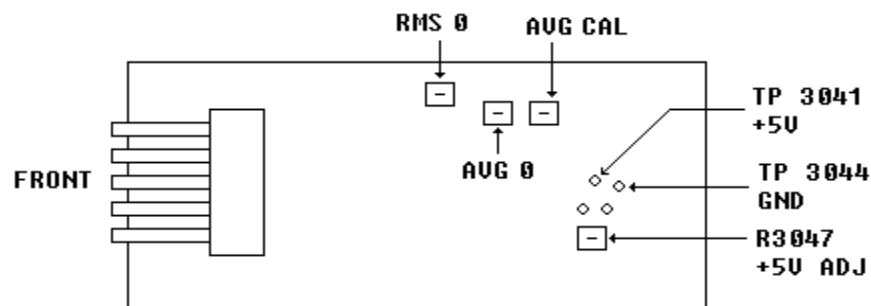 RMS 0
AVG CAL
TP 3041
+5V
AVG 0
FRONT
TP 3044
GND
R3047
+5V ADJ